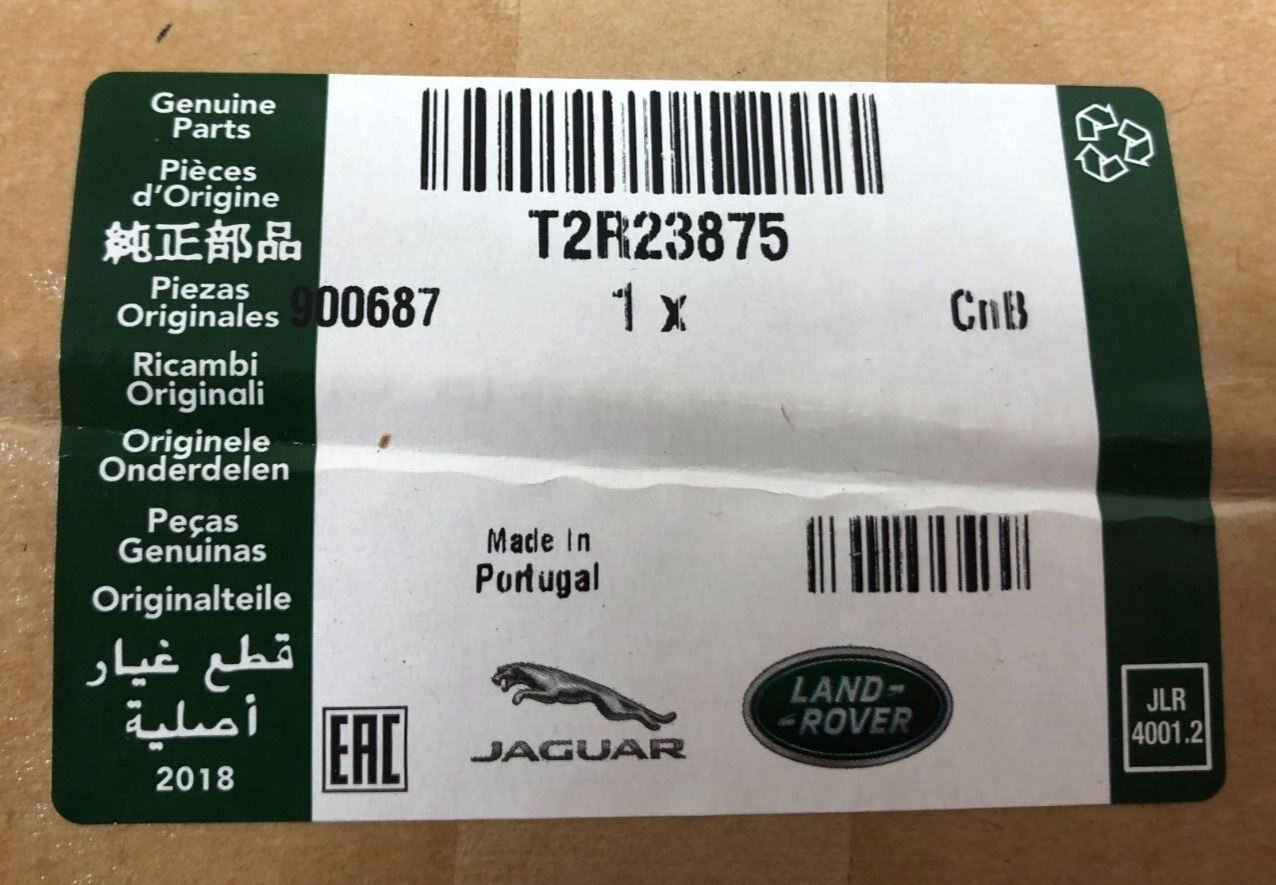 Genuine
Parts
Pièces
d'Origine
純正部品
Piezas
Originales
Ricambi
Originali
Originele
Onderdelen
Peças
Genuinas
Originalteile
قطع غيار
أصلية
2018
T2R23875
900687 1 x CnB
Made In
Portugal
EAC
JAGUAR
LAND-
-ROVER
JLR
4001.2